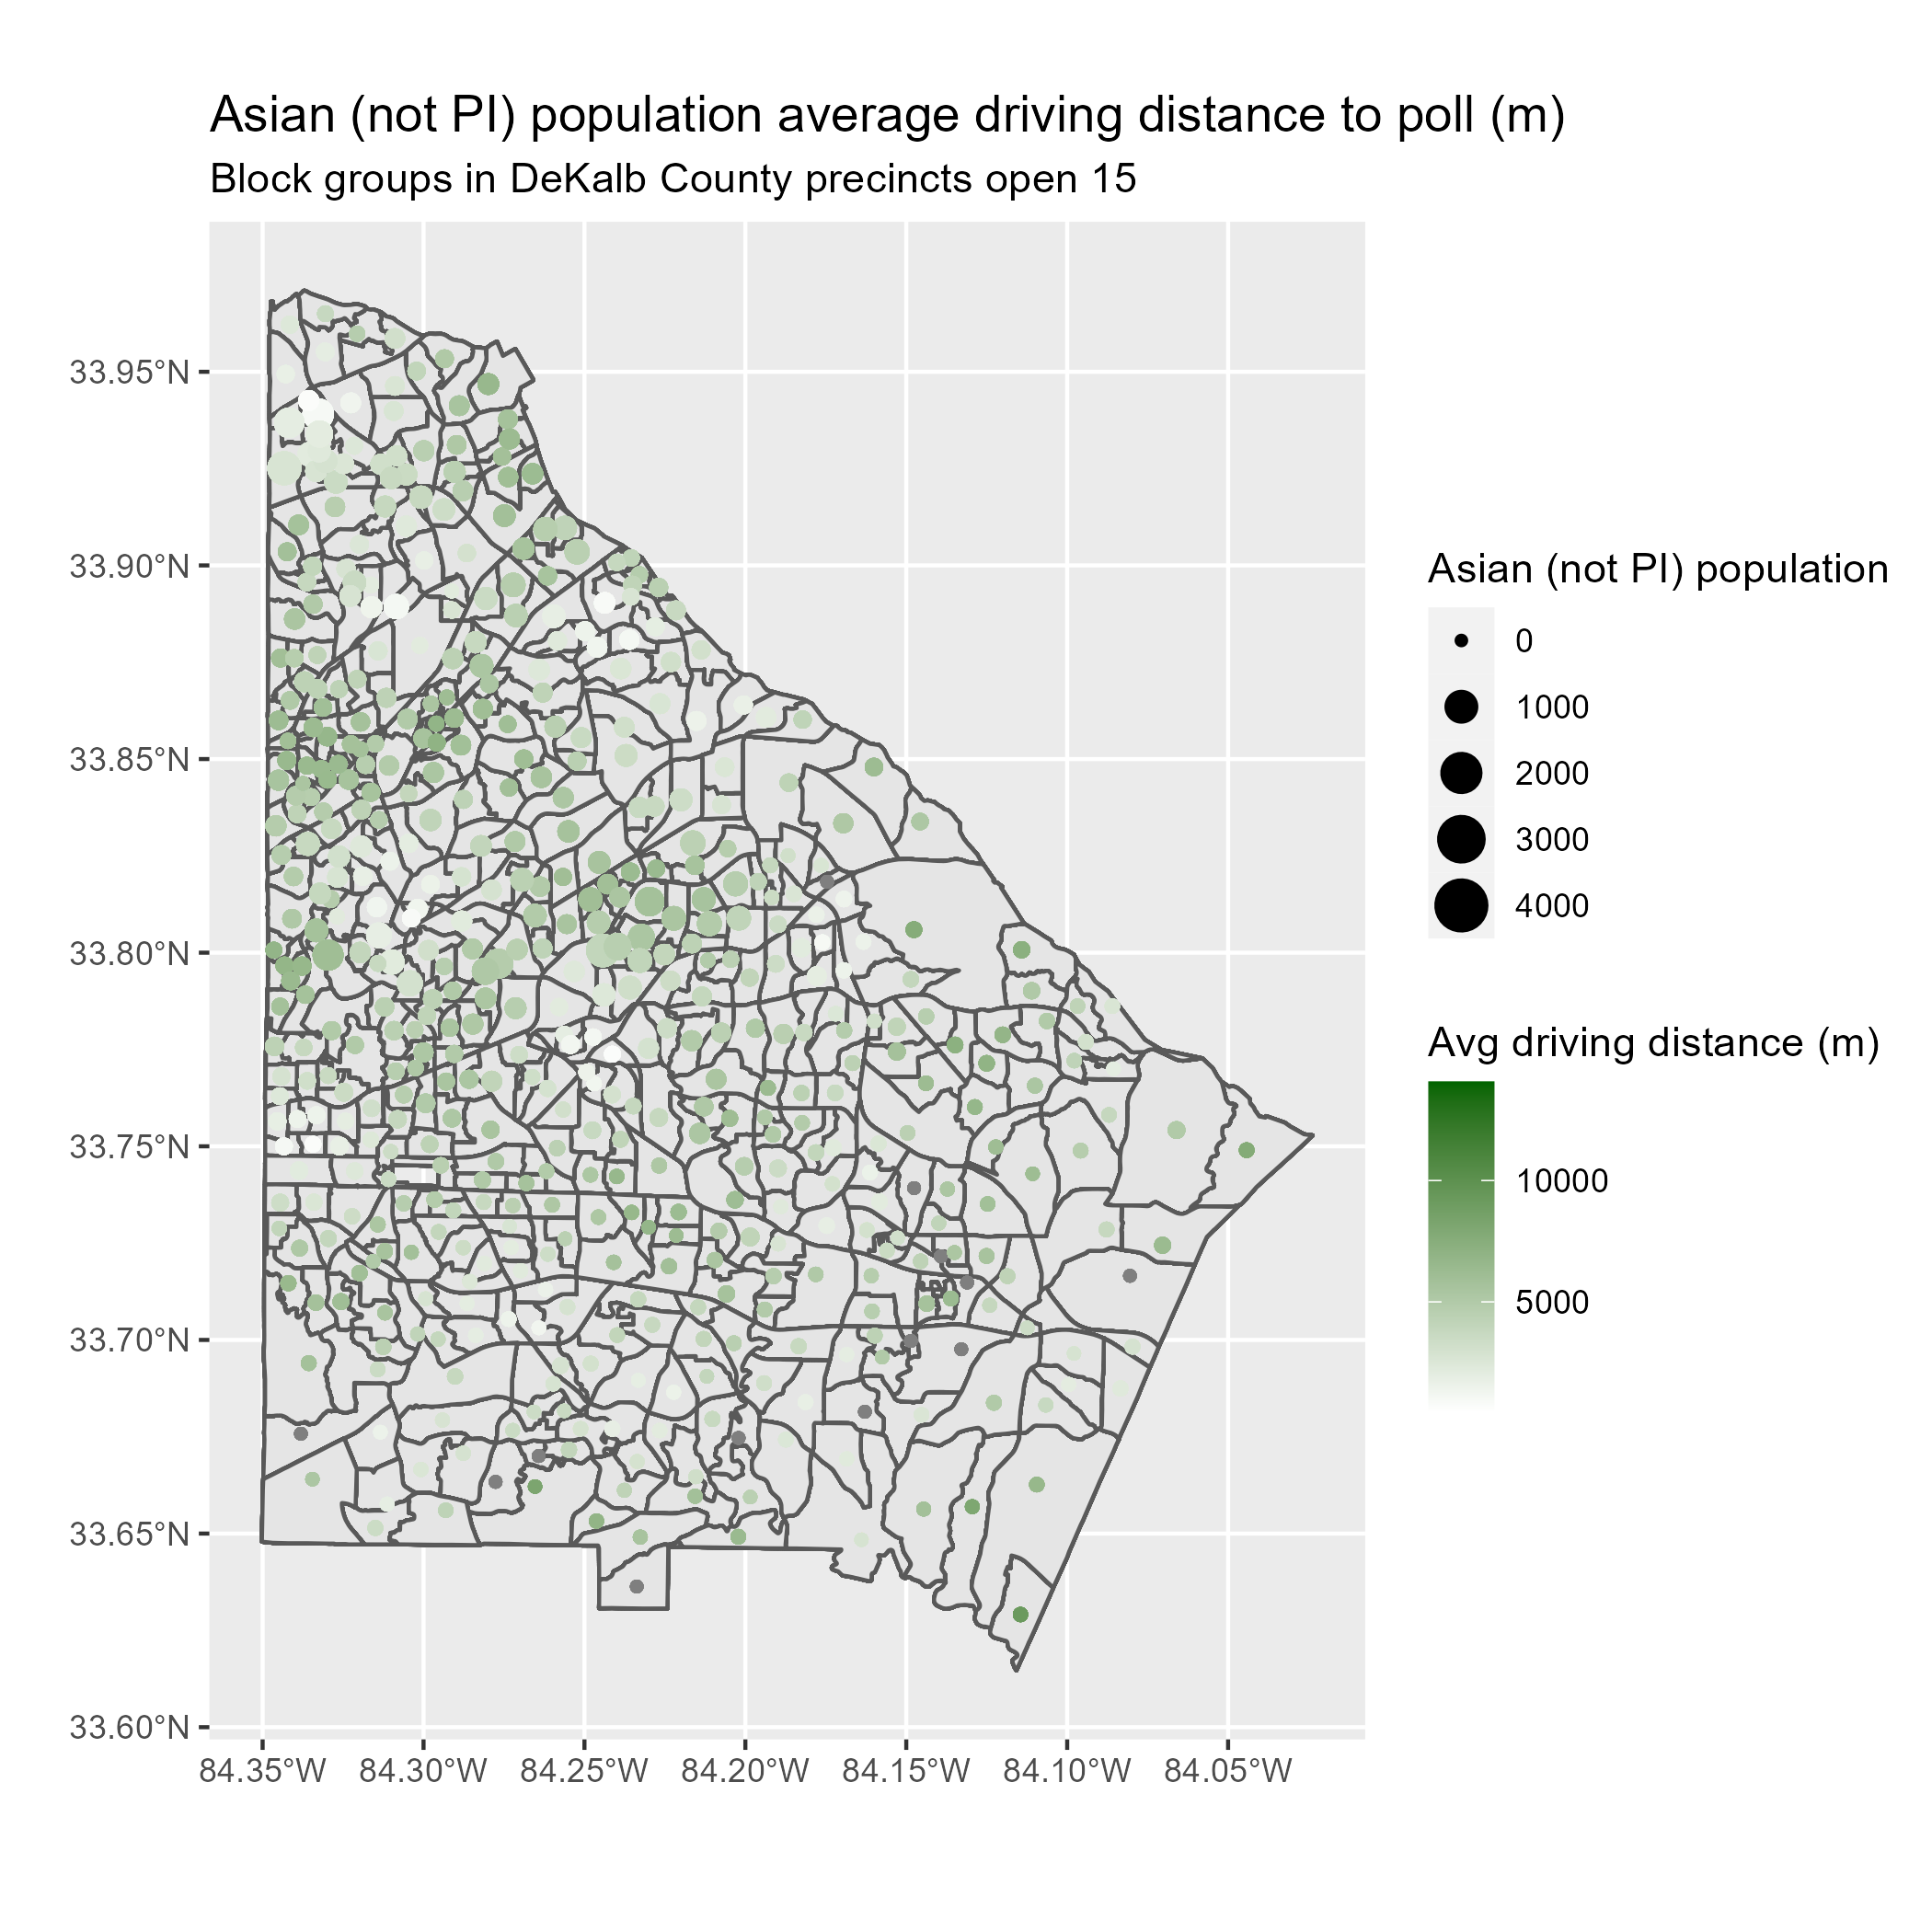 Asian (not PI) population average driving distance to poll (m)
Block groups in DeKalb County precincts open 15
33.95°N
33.90°N
33.85°N
33.80°N
33.75°N
33.70°N
33.65°N
33.60°N
84.35°W 84.30°W 84.25°W 84.20°W 84.15°W 84.10°W 84.05°W
Asian (not PI) population
0
1000
2000
3000
4000
Avg driving distance (m)
10000
5000